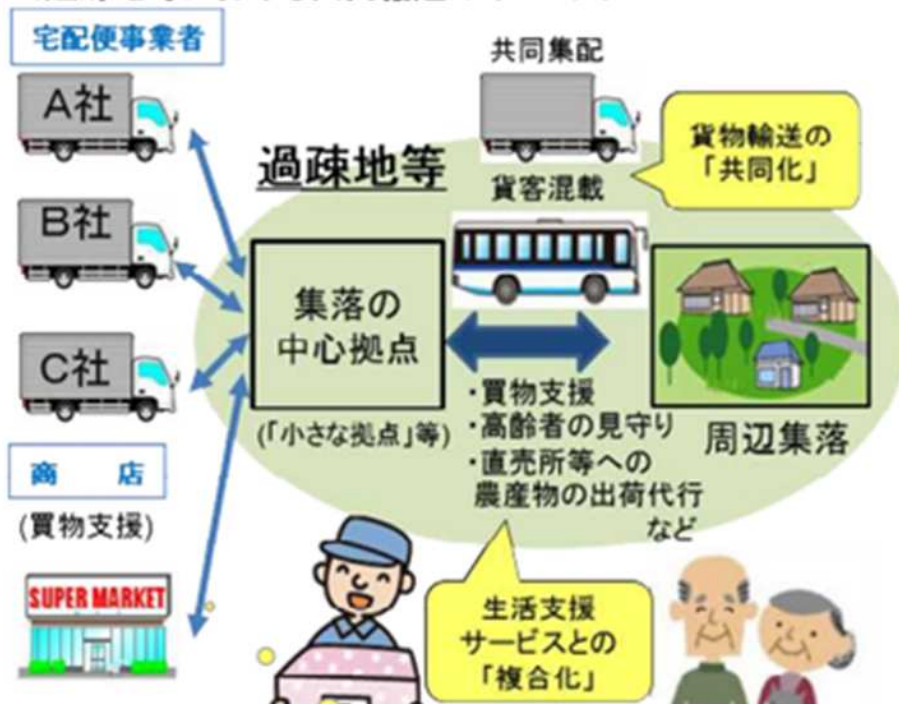 宅配便事業者
A社
B社
C社
商 店
(買物支援)
SUPER MARKET
過疎地等
集落の
中心拠点
(「小さな拠点」等)
共同集配
貨客混載
貨物輸送の
「共同化」
・買物支援
・高齢者の見守り
・直売所等への
農産物の出荷代行
など
周辺集落
生活支援
サービスとの
「複合化」